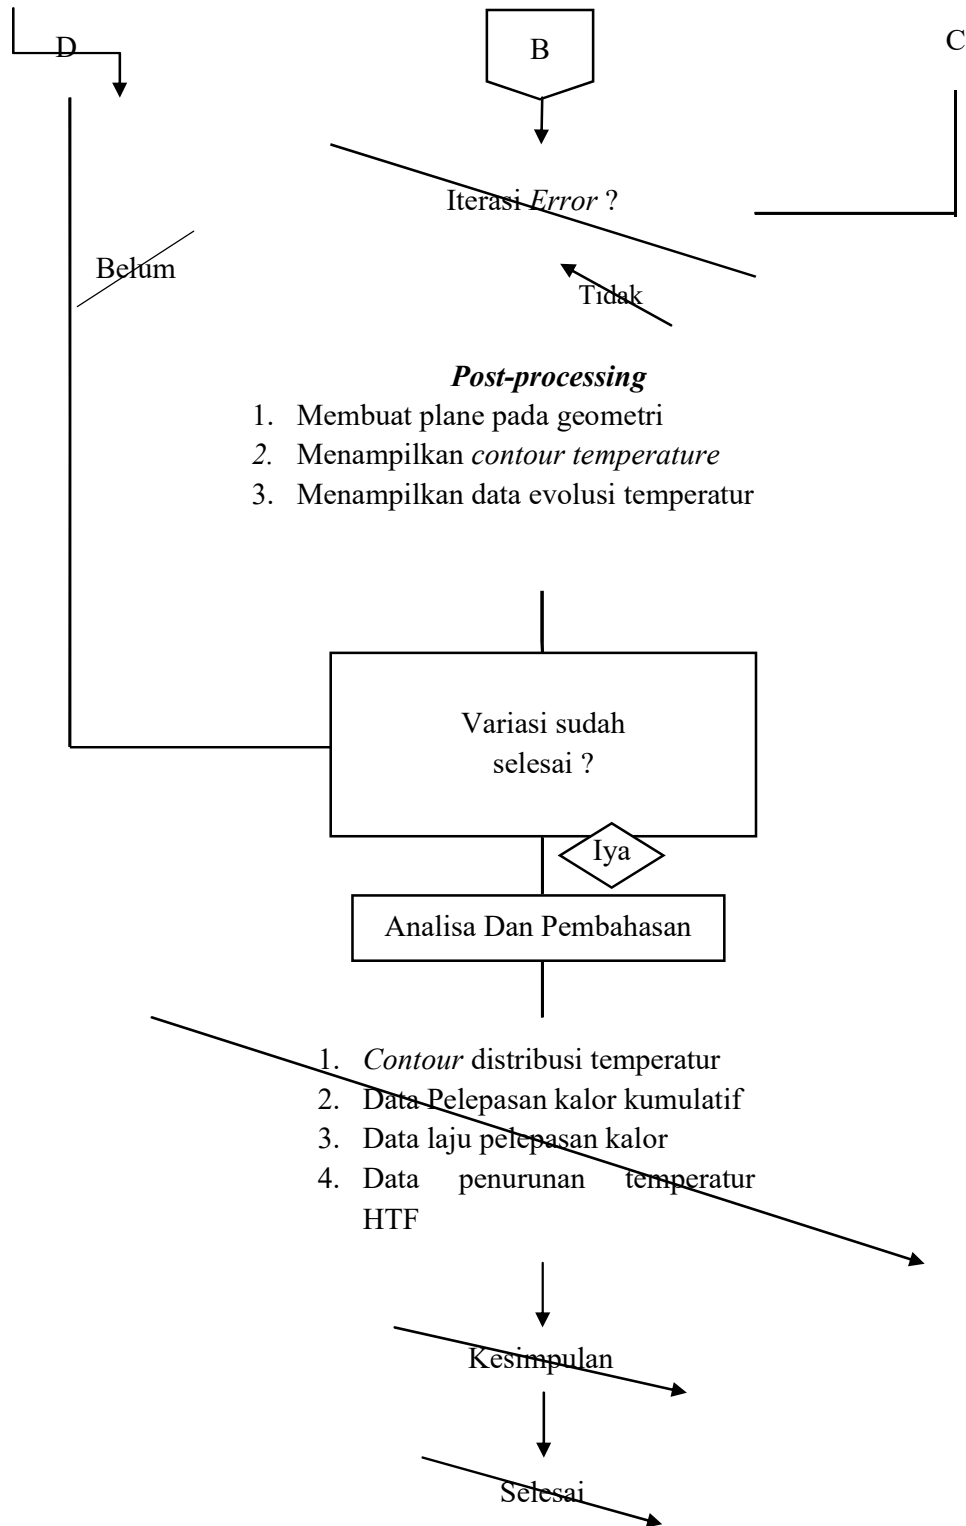 D
B
C
Iterasi Error ?
Belum
Tidak
Post-processing
1. Membuat plane pada geometri
2. Menampilkan contour temperature
3. Menampilkan data evolusi temperatur
Variasi sudah
selesai ?
Iya
Analisa Dan Pembahasan
1. Contour distribusi temperatur
2. Data Pelepasan kalor kumulatif
3. Data laju pelepasan kalor
4. Data penurunan temperatur
HTF
Kesimpulan
Selesai